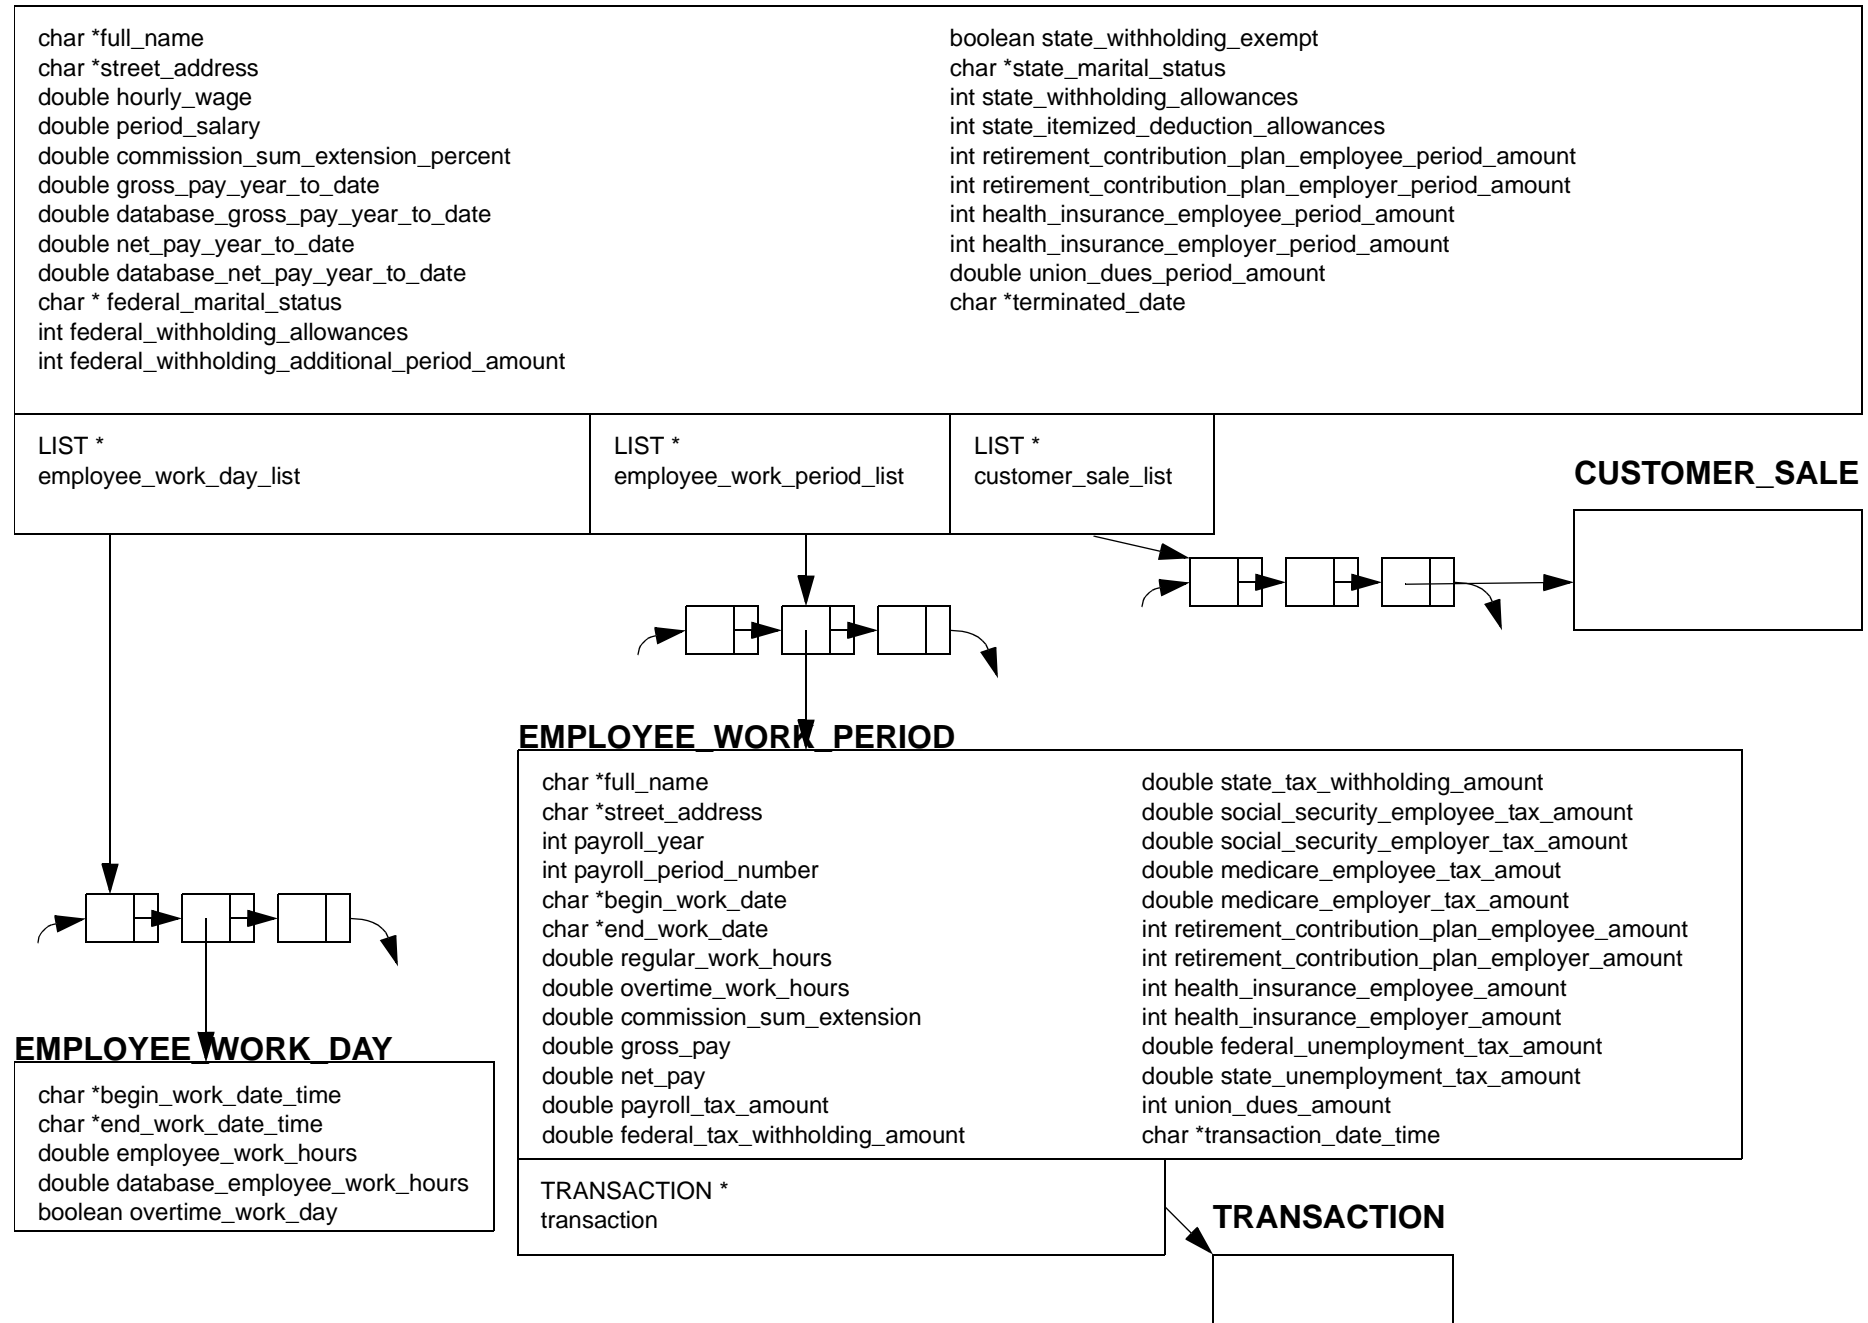 char *full_name
char *street_address
double hourly_wage
double period_salary
double commission_sum_extension_percent
double gross_pay_year_to_date
double database_gross_pay_year_to_date
double net_pay_year_to_date
double database_net_pay_year_to_date
char * federal_marital_status
int federal_withholding_allowances
int federal_withholding_additional_period_amount
boolean state_withholding_exempt
char *state_marital_status
int state_withholding_allowances
int state_itemized_deduction_allowances
int retirement_contribution_plan_employee_period_amount
int retirement_contribution_plan_employer_period_amount
int health_insurance_employee_period_amount
int health_insurance_employer_period_amount
double union_dues_period_amount
char *terminated_date
LIST *
employee_work_day_list
LIST *
employee_work_period_list
LIST *
customer_sale_list
CUSTOMER_SALE
EMPLOYEE_WORK_PERIOD
char *full_name
char *street_address
int payroll_year
int payroll_period_number
char *begin_work_date
char *end_work_date
double regular_work_hours
double overtime_work_hours
double commission_sum_extension
double gross_pay
double net_pay
double payroll_tax_amount
double federal_tax_withholding_amount
double state_tax_withholding_amount
double social_security_employee_tax_amount
double social_security_employer_tax_amount
double medicare_employee_tax_amout
double medicare_employer_tax_amount
int retirement_contribution_plan_employee_amount
int retirement_contribution_plan_employer_amount
int health_insurance_employee_amount
int health_insurance_employer_amount
double federal_unemployment_tax_amount
double state_unemployment_tax_amount
int union_dues_amount
char *transaction_date_time
EMPLOYEE_WORK_DAY
char *begin_work_date_time
char *end_work_date_time
double employee_work_hours
double database_employee_work_hours
boolean overtime_work_day
TRANSACTION *
transaction
TRANSACTION